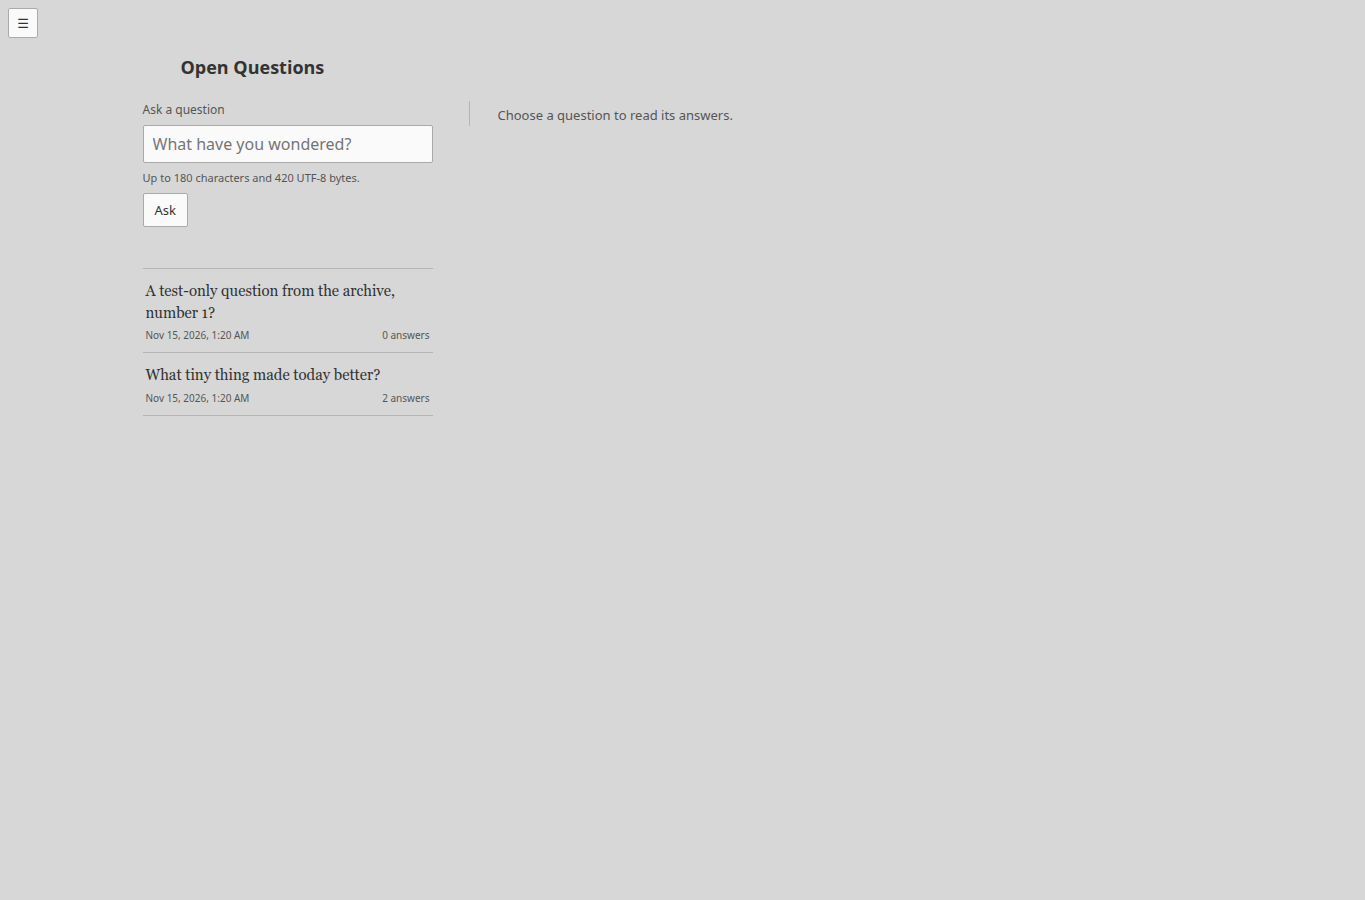 ☰
Open Questions
Ask a question
What have you wondered?
Up to 180 characters and 420 UTF-8 bytes.
Ask
Choose a question to read its answers.
A test-only question from the archive,
number 1?
Nov 15, 2026, 1:20 AM 0 answers
What tiny thing made today better?
Nov 15, 2026, 1:20 AM 2 answers